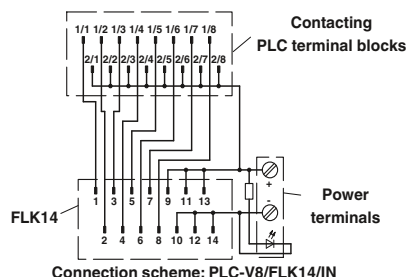 Contacting
PLC terminal blocks
1/1 1/2 1/3 1/4 1/5 1/6 1/7 1/8
2/1 2/2 2/3 2/4 2/5 2/6 2/7 2/8
1 3 5 7 9 11 13
+
-
FLK14
Power
terminals
2 4 6 8 10 12 14
Connection scheme: PLC-V8/FLK14/IN